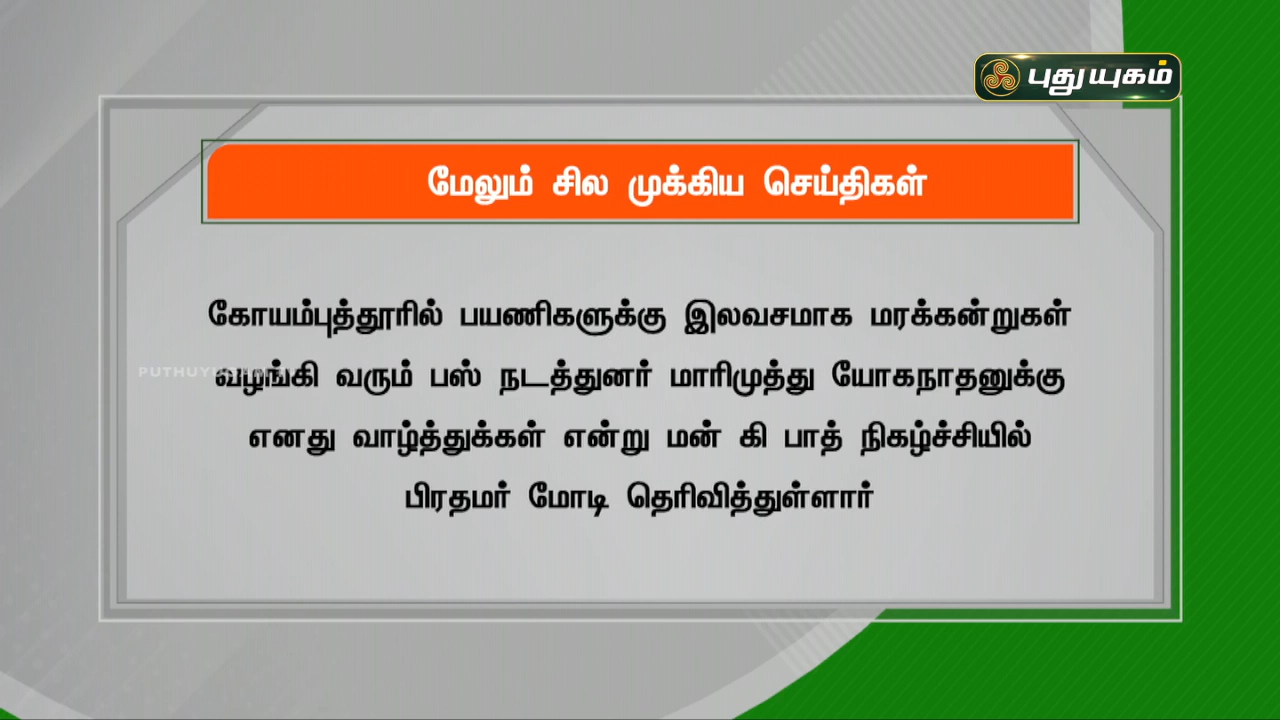 புதுயுகம்
மேலும் சில முக்கிய செய்திகள்
கோயம்புத்தூரில் பயணிகளுக்கு இலவசமாக மரக்கன்றுகள்
வழங்கி வரும் பஸ் நடத்துனர் மாரிமுத்து யோகநாதனுக்கு
எனது வாழ்த்துக்கள் என்று மன் கி பாத் நிகழ்ச்சியில்
பிரதமர் மோடி தெரிவித்துள்ளார்